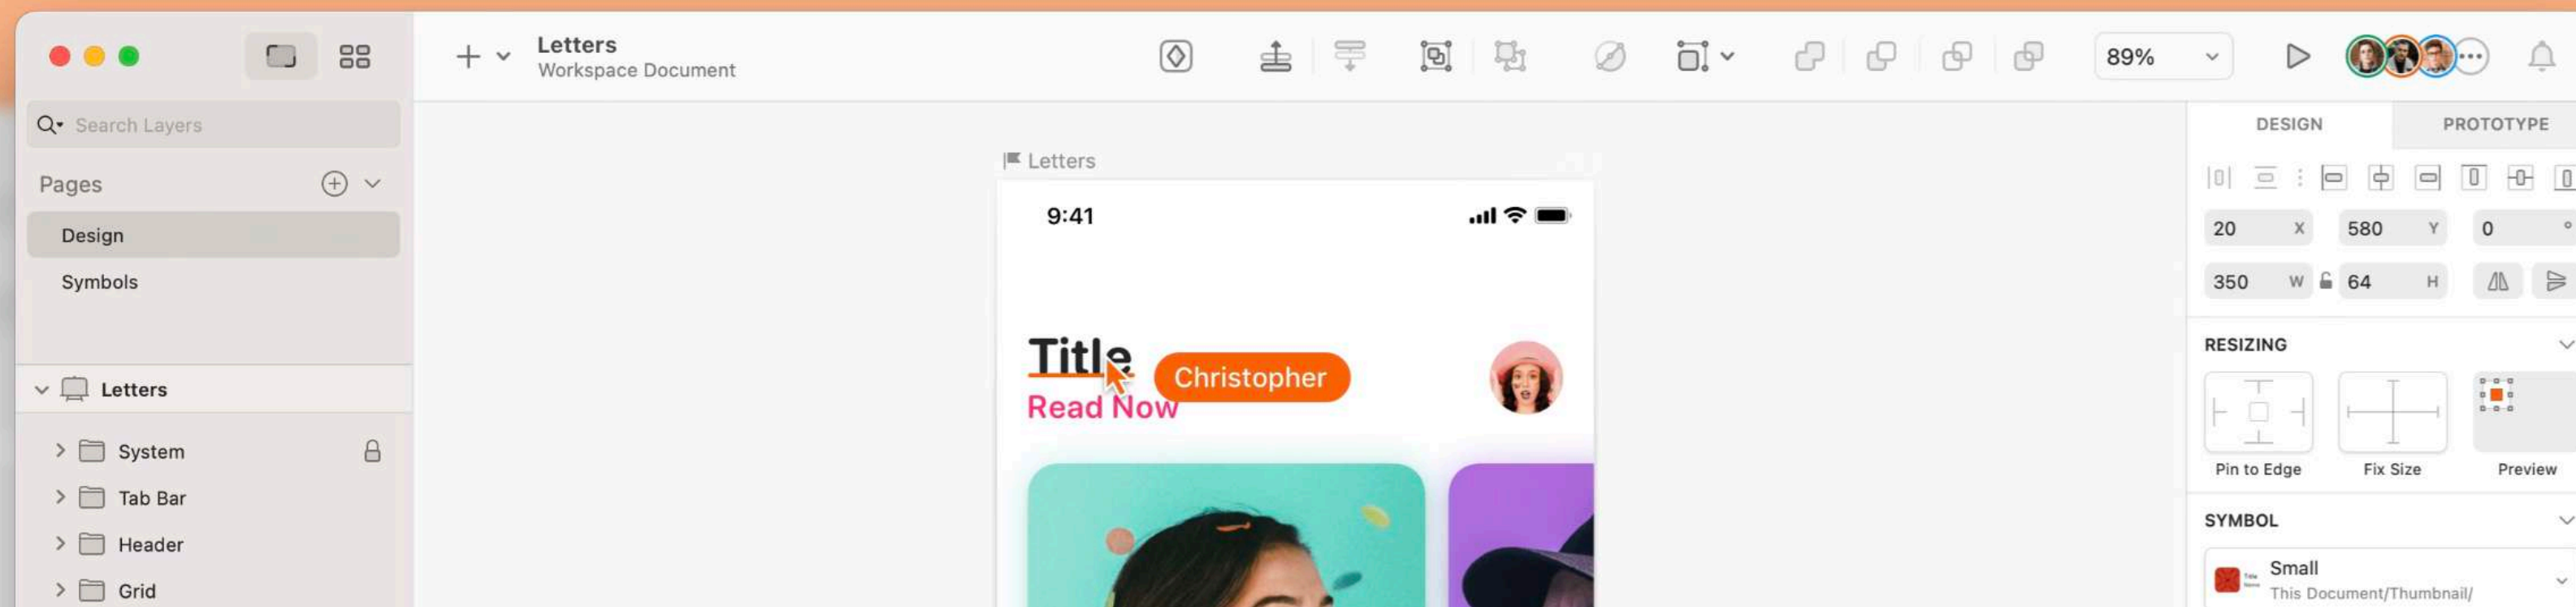 Letters
Workspace Document
89%
Search Layers
Pages
Design
Symbols
Letters
System
Tab Bar
Header
Grid
Letters
9:41
Title
Christopher
Read Now
DESIGN
PROTOTYPE
20 X
580 Y
0 °
350 W
64 H
RESIZING
Pin to Edge
Fix Size
Preview
SYMBOL
Small
This Document/Thumbnail/